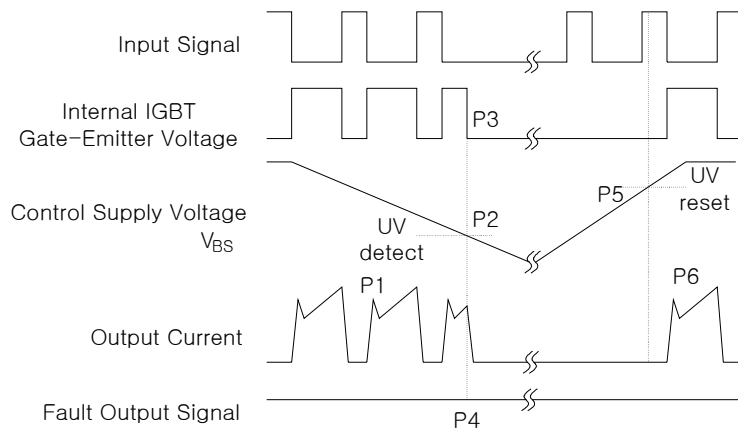 Input Signal
Internal IGBT
Gate-Emitter Voltage
P3
Control Supply Voltage
VBS
UV
detect
P2
P5
UV
reset
P1
P6
Output Current
Fault Output Signal
P4